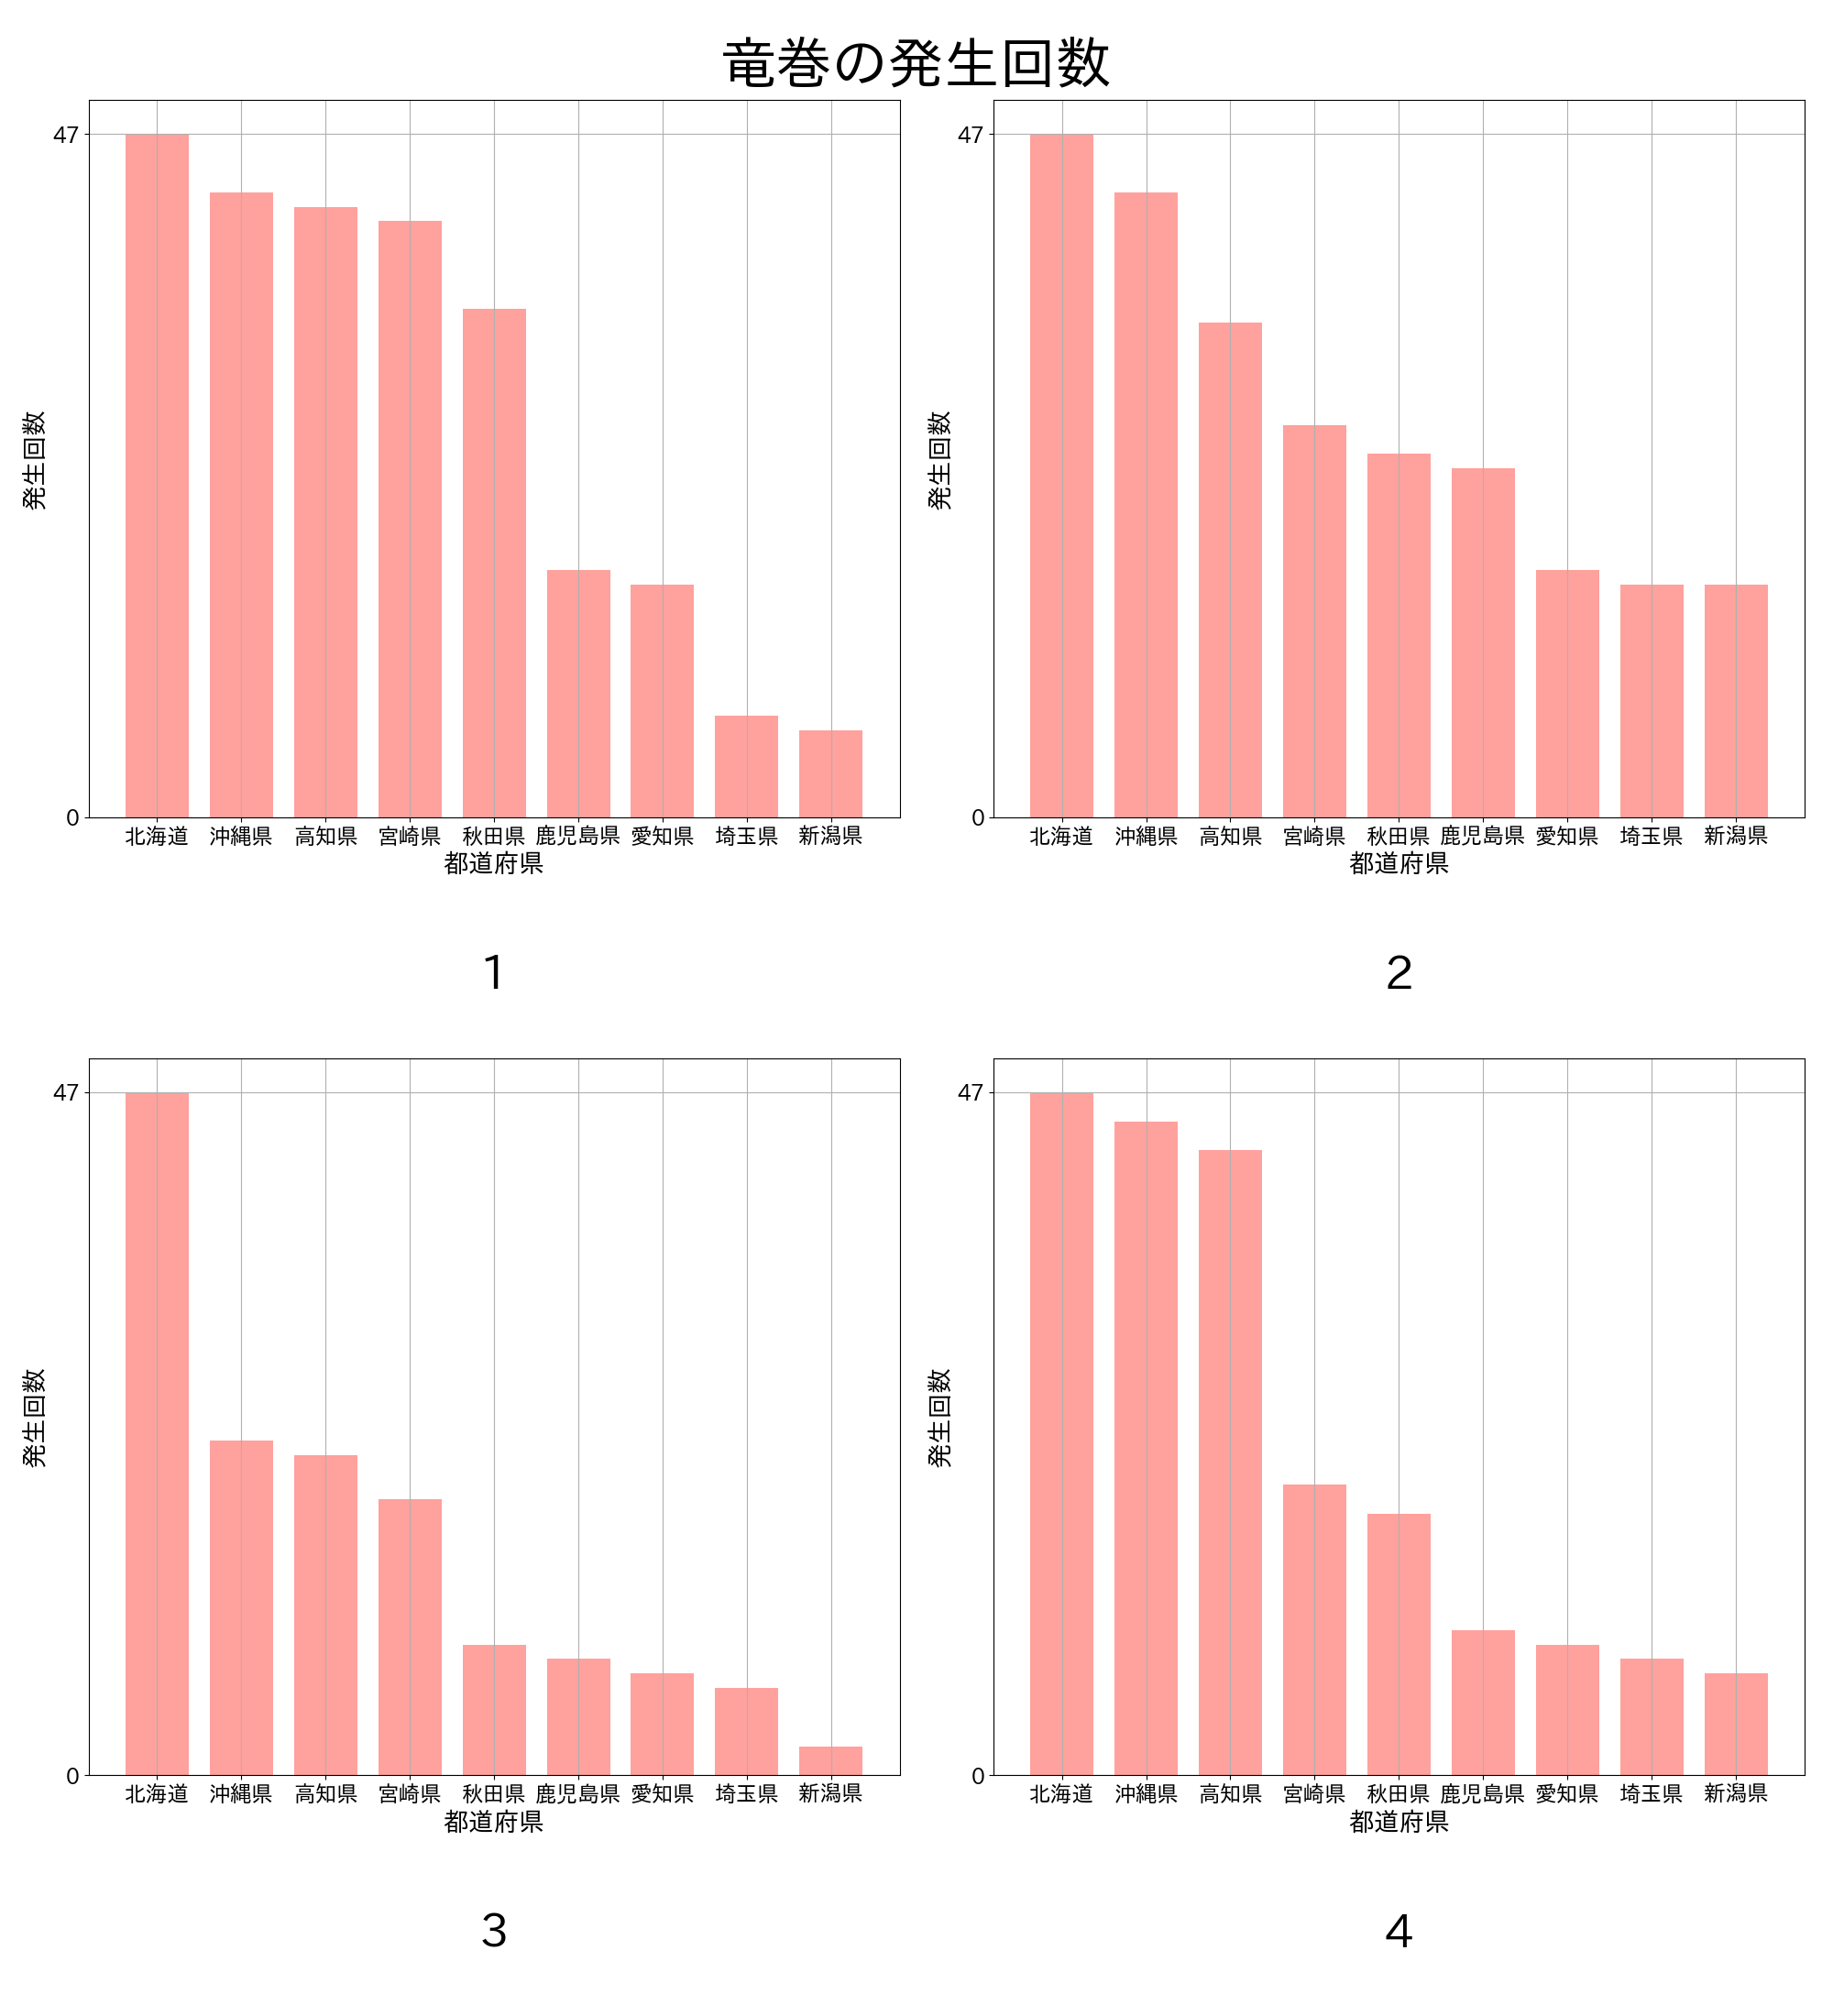 竜巻の発生回数
47
0
発生回数
北海道 沖縄県 高知県 宮崎県 秋田県 鹿児島県 愛知県 埼玉県 新潟県
都道府県
1
47
0
発生回数
北海道 沖縄県 高知県 宮崎県 秋田県 鹿児島県 愛知県 埼玉県 新潟県
都道府県
2
47
0
発生回数
北海道 沖縄県 高知県 宮崎県 秋田県 鹿児島県 愛知県 埼玉県 新潟県
都道府県
3
47
0
発生回数
北海道 沖縄県 高知県 宮崎県 秋田県 鹿児島県 愛知県 埼玉県 新潟県
都道府県
4